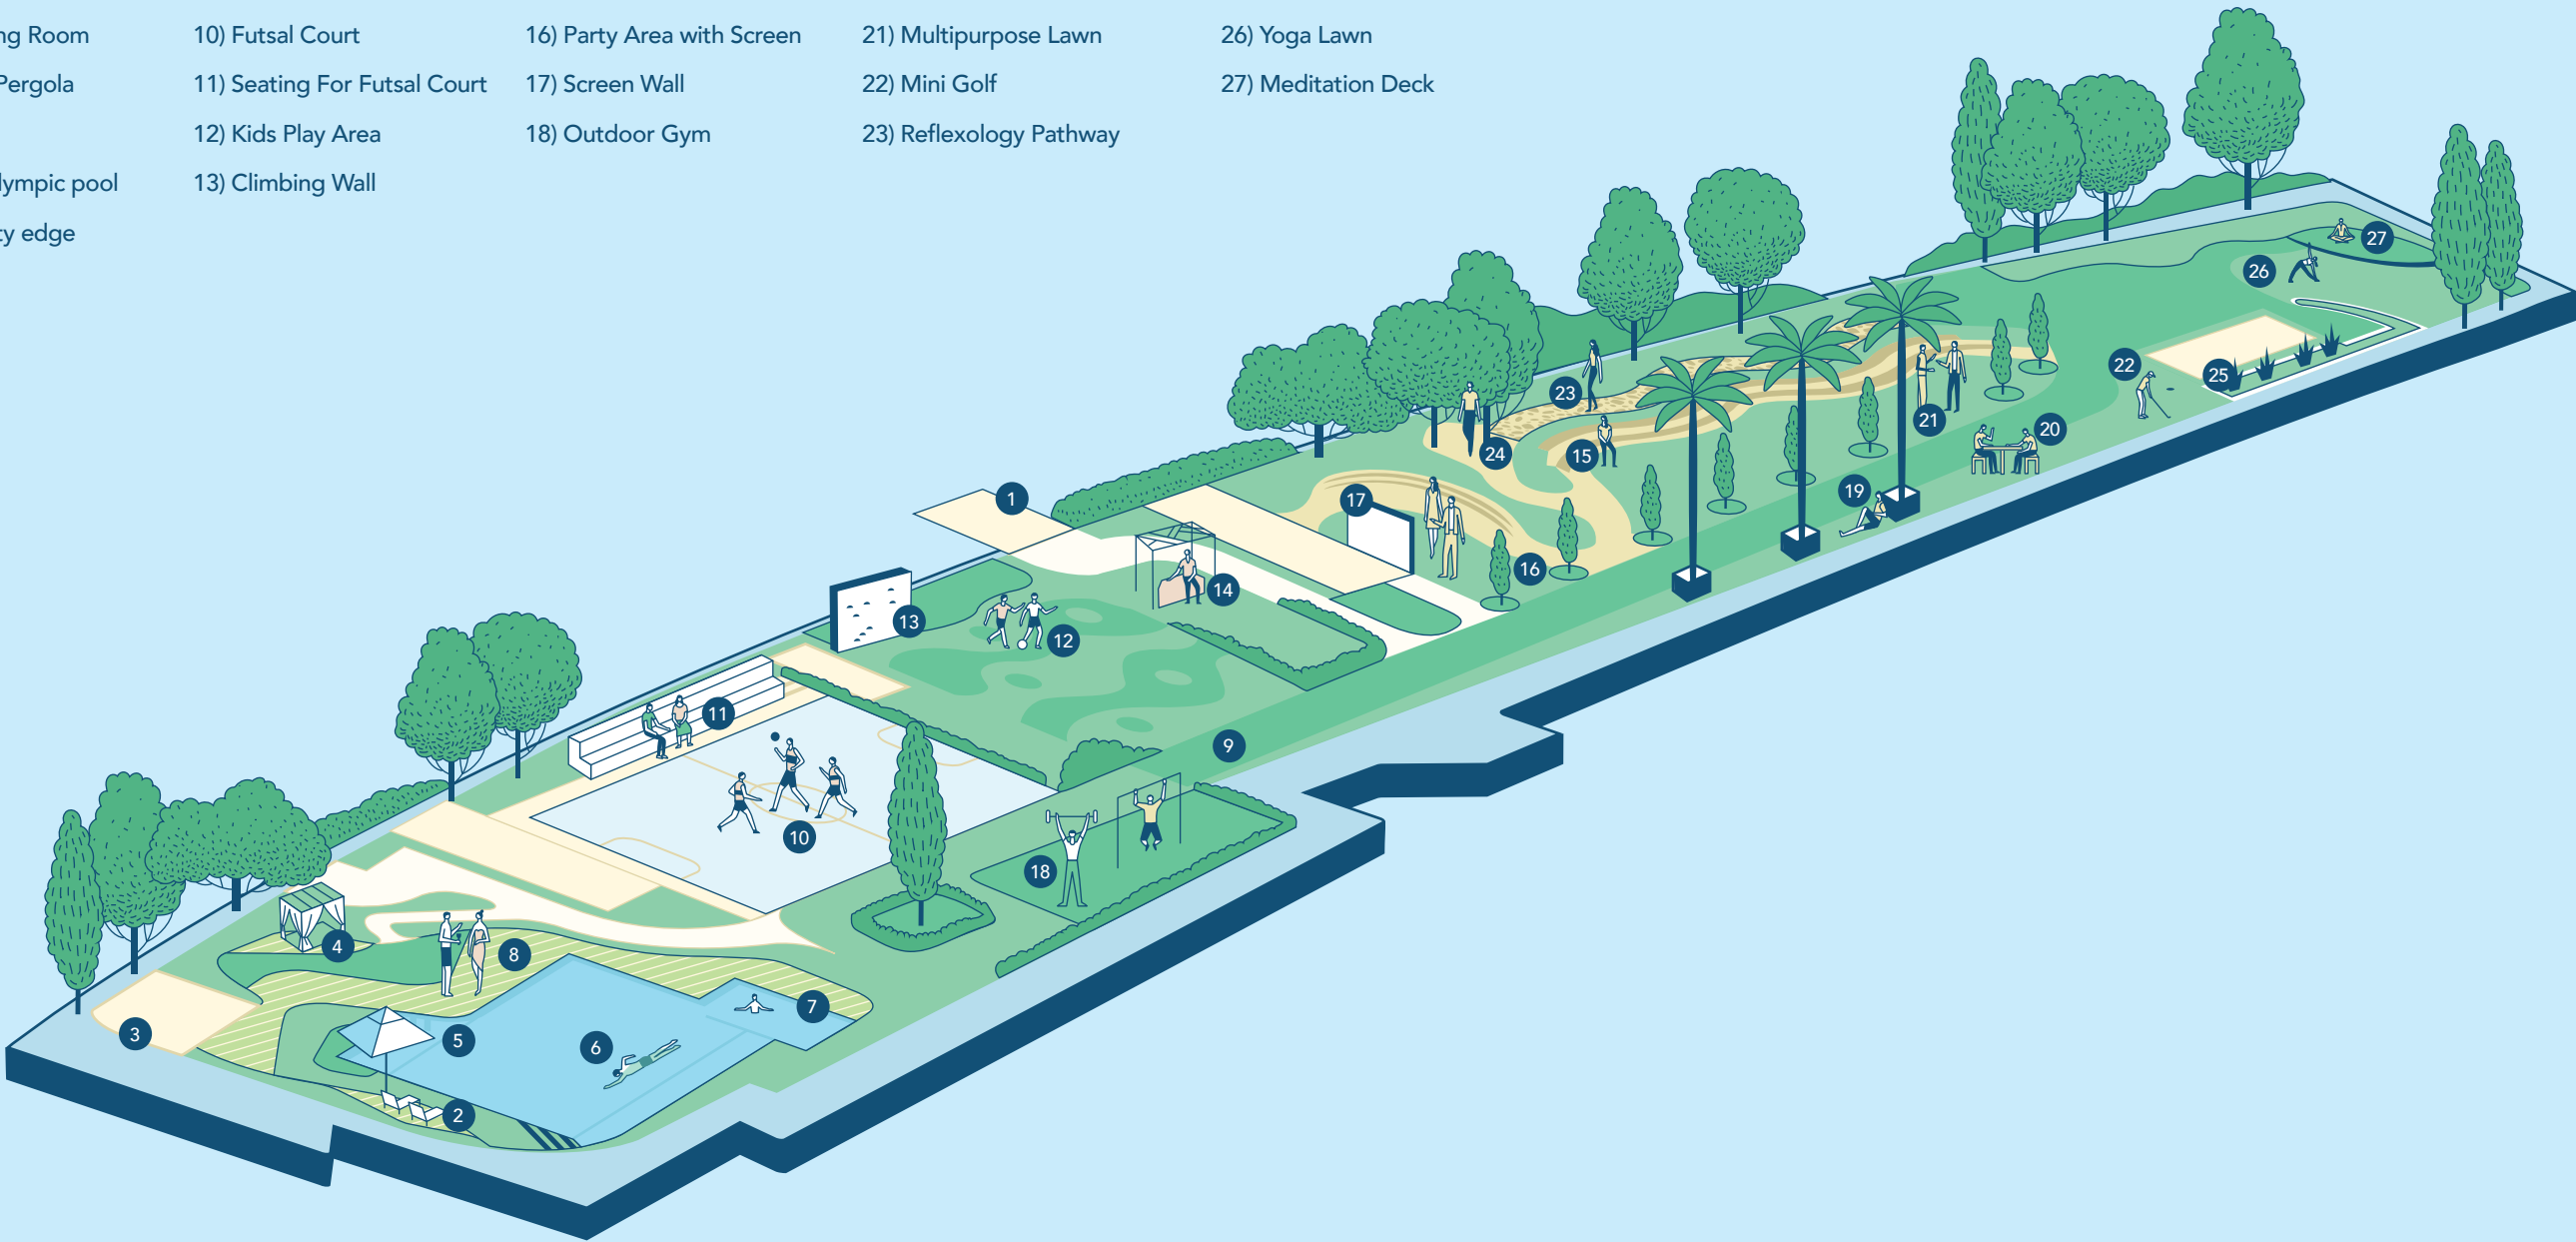 ng Room
Pergola
lympic pool
ty edge
10) Futsal Court
11) Seating For Futsal Court
12) Kids Play Area
13) Climbing Wall
16) Party Area with Screen
17) Screen Wall
18) Outdoor Gym
21) Multipurpose Lawn
22) Mini Golf
23) Reflexology Pathway
26) Yoga Lawn
27) Meditation Deck
27
26
22
25
23
21
20
24
15
19
17
1
16
14
13
12
11
9
10
18
4
8
7
3
5
6
2